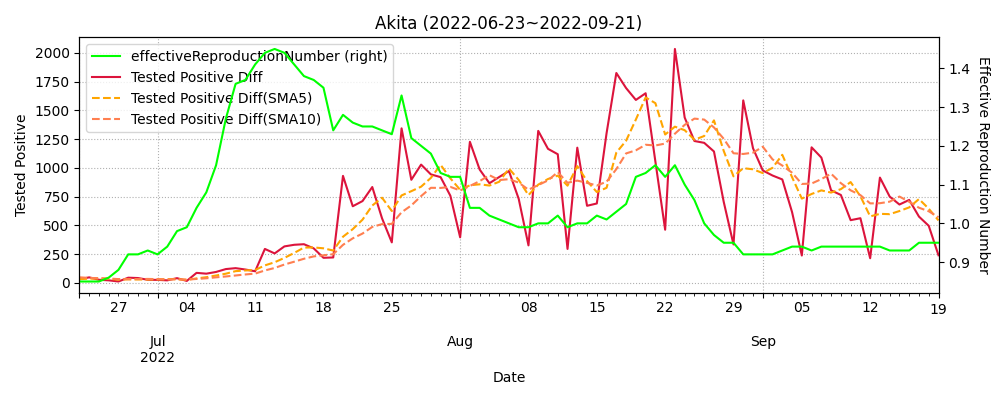 Akita (2022-06-23~2022-09-21)
effectiveReproductionNumber (right)
Tested Positive Diff
Tested Positive Diff(SMA5)
Tested Positive Diff(SMA10)
Tested Positive
2000
1750
1500
1250
1000
750
500
250
0
Effective Reproduction Number
1.4
1.3
1.2
1.1
1.0
0.9
27 04 11 18 25 08 15 22 29 05 12 19
Jul Aug Sep
2022
Date